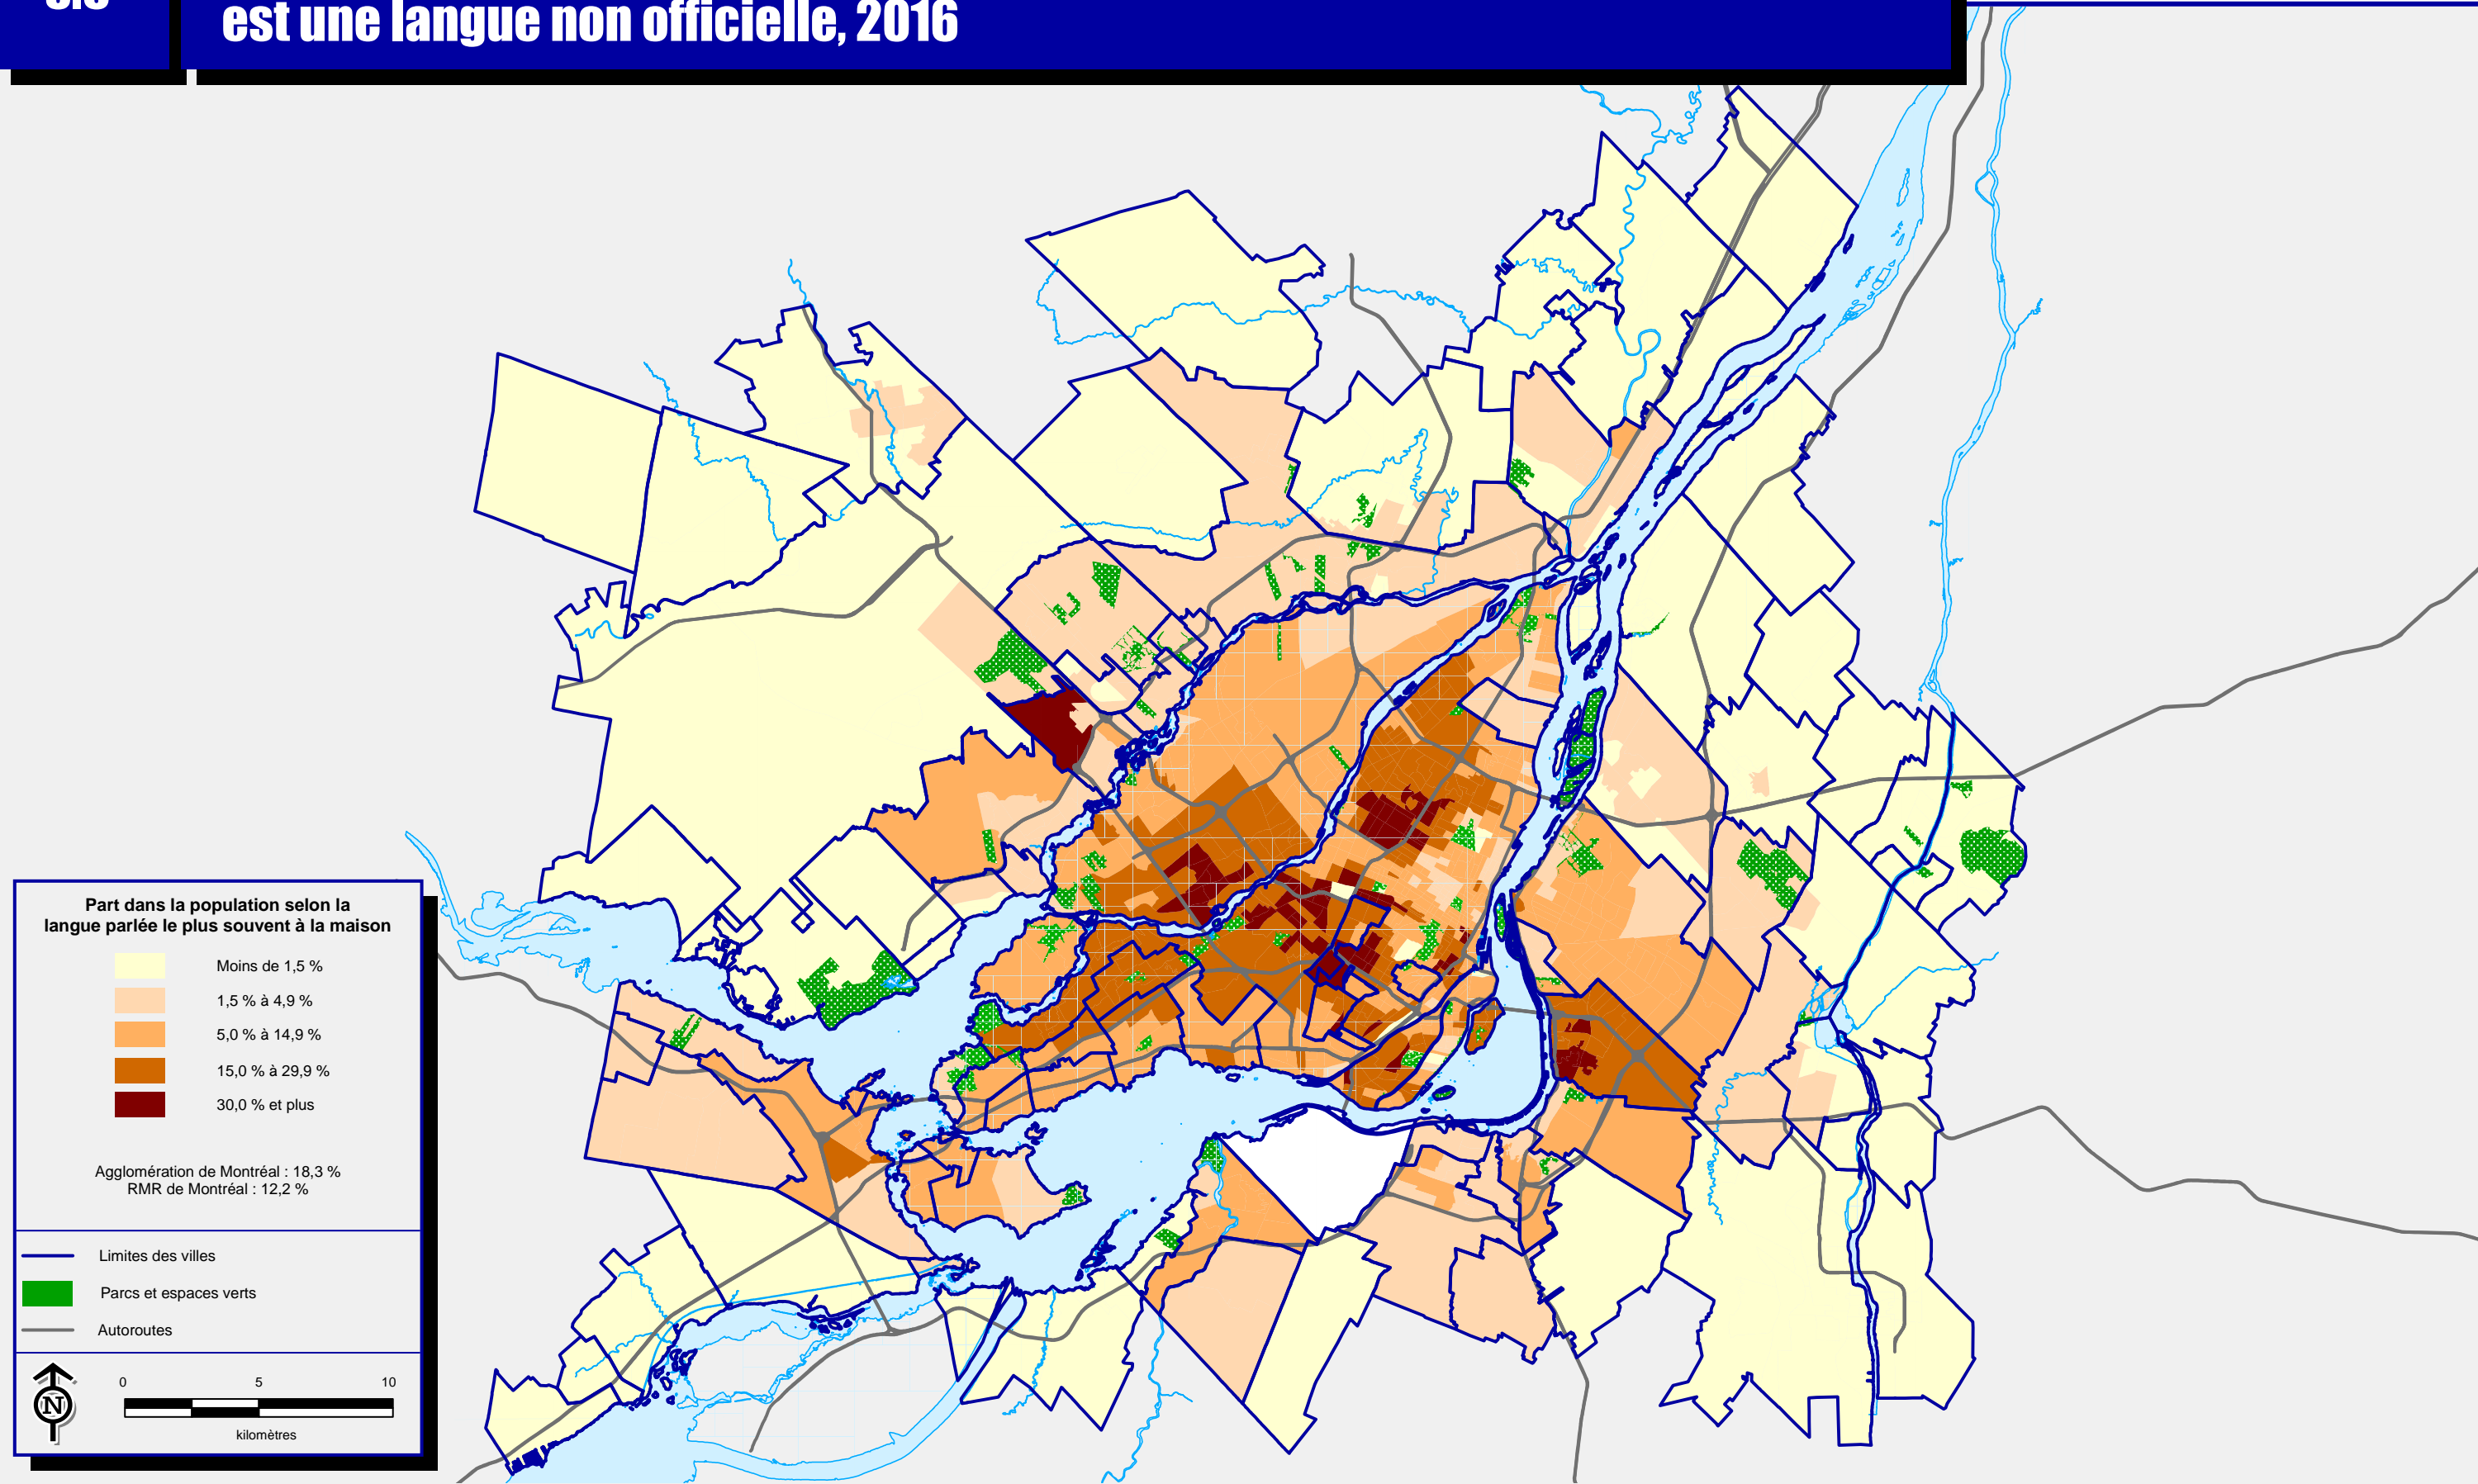 est une langue non officielle, 2016
Part dans la population selon la
langue parlée le plus souvent à la maison
Moins de 1,5 %
1,5 % à 4,9 %
5,0 % à 14,9 %
15,0 % à 29,9 %
30,0 % et plus
Agglomération de Montréal : 18,3 %
RMR de Montréal : 12,2 %
Limites des villes
Parcs et espaces verts
Autoroutes
N
0 5 10
kilomètres